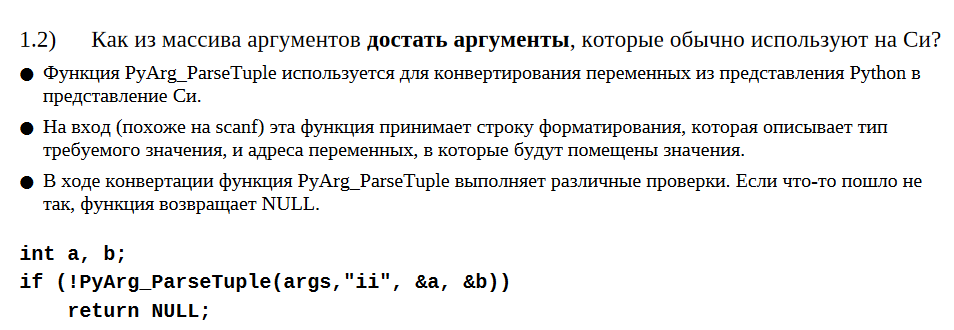 1.2) Как из массива аргументов достать аргументы, которые обычно используют на Си?
● Функция PyArg_ParseTuple используется для конвертирования переменных из представления Python в
представление Си.
● На вход (похоже на scanf) эта функция принимает строку форматирования, которая описывает тип
требуемого значения, и адреса переменных, в которые будут помещены значения.
● В ходе конвертации функция PyArg_ParseTuple выполняет различные проверки. Если что-то пошло не
так, функция возвращает NULL.
int a, b;
if (!PyArg_ParseTuple(args,"ii", &a, &b))
    return NULL;